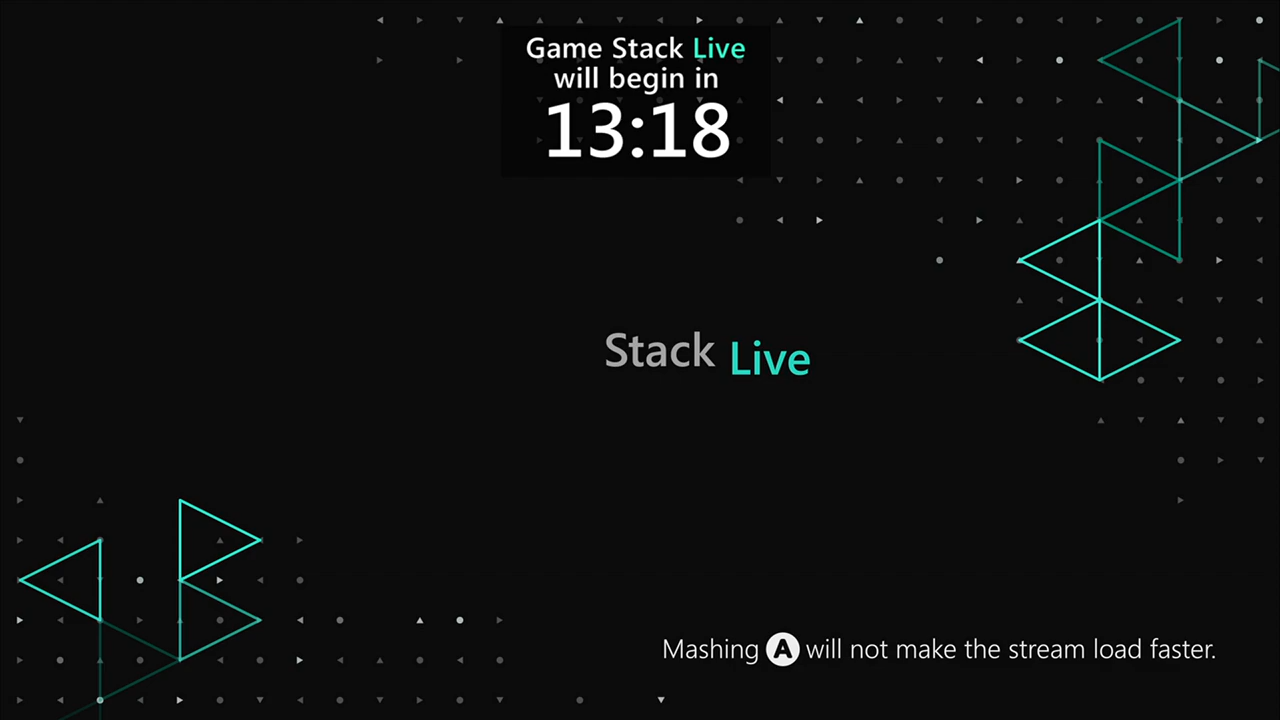 Game Stack Live
will begin in
13:18
Stack Live
Mashing A will not make the stream load faster.